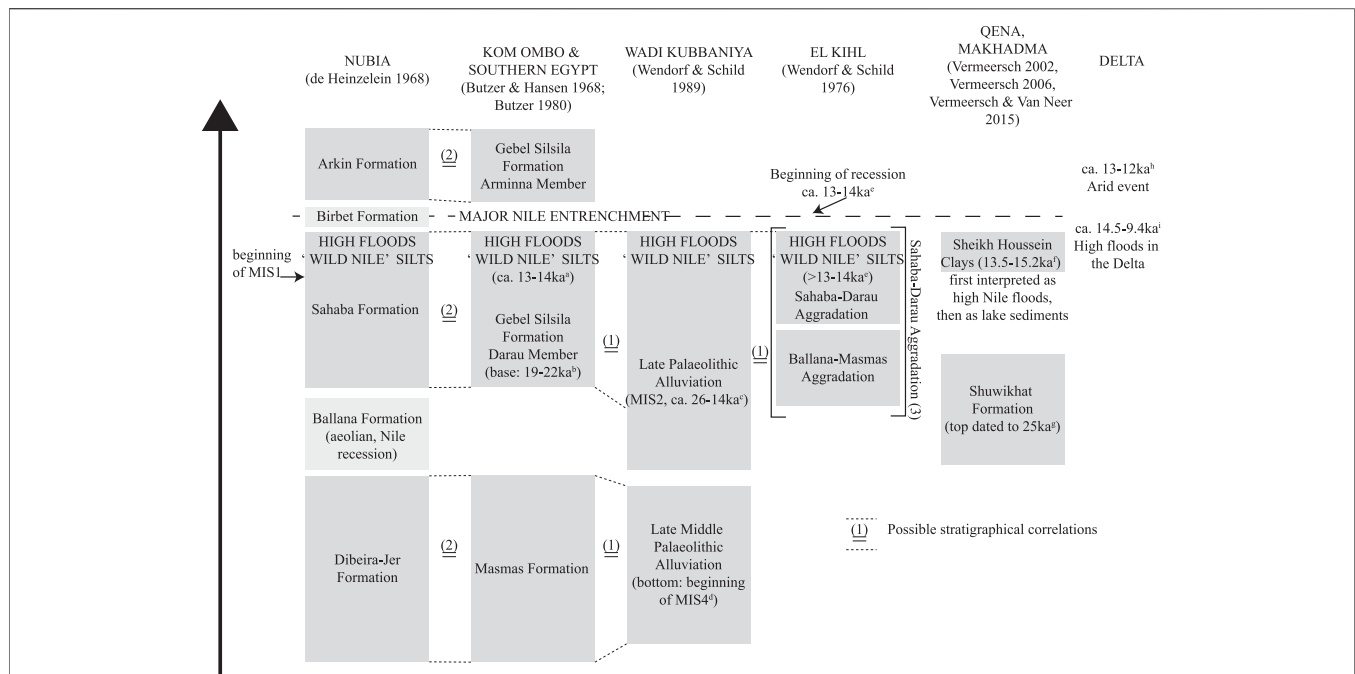 NUBIA
(de Heinzelein 1968)
KOM OMBO &
SOUTHERN EGYPT
(Butzer & Hansen 1968;
Butzer 1980)
WADI KUBBANIYA
(Wendorf & Schild
1989)
EL KIHL
(Wendorf & Schild
1976)
QENA,
MAKHADMA
(Vermeersch 2002,
Vermeersch 2006,
Vermeersch & Van Neer
2015)
DELTA
Arkin Formation
(2)
=
Gebel Silsila
Formation
Arminna Member
Beginning of recession
ca. 13-14kaᵉ
ca. 13-12kaʰ
Arid event
Birbet Formation
MAJOR NILE ENTRENCHMENT
beginning
of MIS1
HIGH FLOODS
‘ WILD NILE’ SILTS
Sahaba Formation
(2)
=
HIGH FLOODS
‘ WILD NILE’ SILTS
(ca. 13-14kaᵃ)
Gebel Silsila
Formation
Darau Member
(base: 19-22kaᵇ)
(1)
=
HIGH FLOODS
‘ WILD NILE’ SILTS
Late Palaeolithic
Alluviation
(MIS2, ca. 26-14kaᶜ)
(1)
=
HIGH FLOODS
‘ WILD NILE’ SILTS
(>13-14kaᵉ)
Sahaba-Darau
Aggradation
Ballana-Masmas
Aggradation
Sahaba-Darau Aggradation (3)
Sheikh Houssein
Clays (13.5-15.2kaᶠ)
first interpreted as
high Nile floods,
then as lake sediments
ca. 14.5-9.4kaⁱ
High floods in
the Delta
Shuwikhat
Formation
(top dated to 25kaᵍ)
Ballana Formation
(aeolian, Nile
recession)
Dibeira-Jer
Formation
(2)
=
Masmas Formation
(1)
=
Late Middle
Palaeolithic
Alluviation
(bottom: beginning
of MIS4ᵈ)
(1)
=
Possible stratigraphical correlations